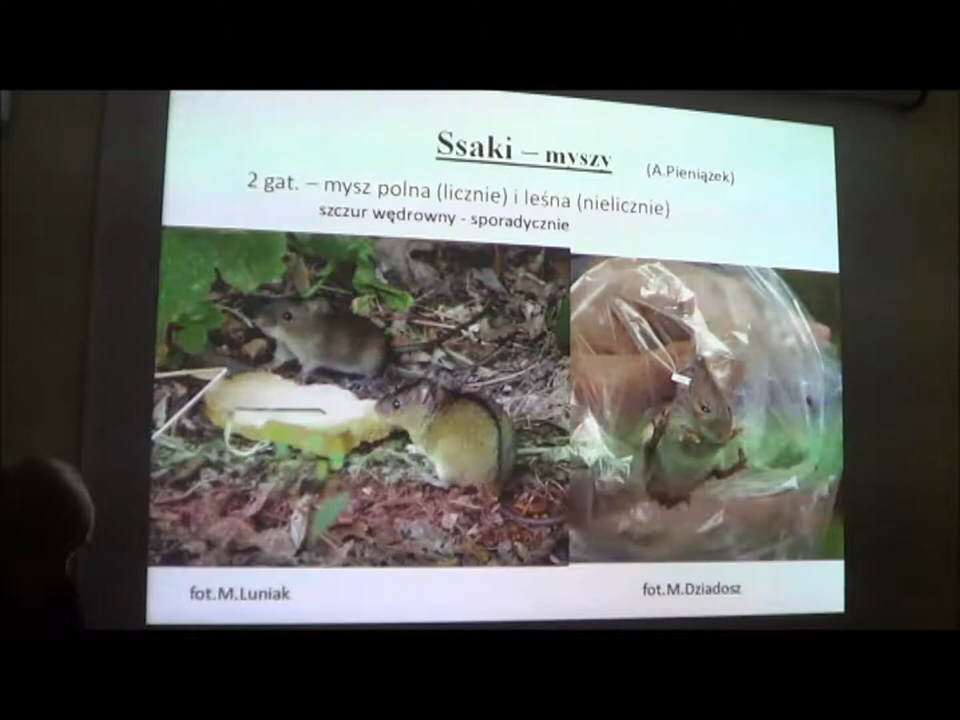 Ssaki – myszy
(A.Pieniązek)
2 gat. – mysz polna (licznie) i leśna (nielicznie)
szczur wędrowny - sporadycznie
fot.M.Luniak
fot.M.Dziadosz